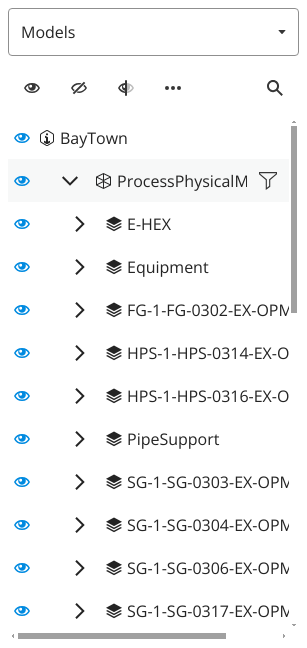 Models
BayTown
ProcessPhysicalM
E-HEX
Equipment
FG-1-FG-0302-EX-OPM
HPS-1-HPS-0314-EX-O
HPS-1-HPS-0316-EX-O
PipeSupport
SG-1-SG-0303-EX-OPM
SG-1-SG-0304-EX-OPM
SG-1-SG-0306-EX-OPM
SG-1-SG-0317-EX-OPM